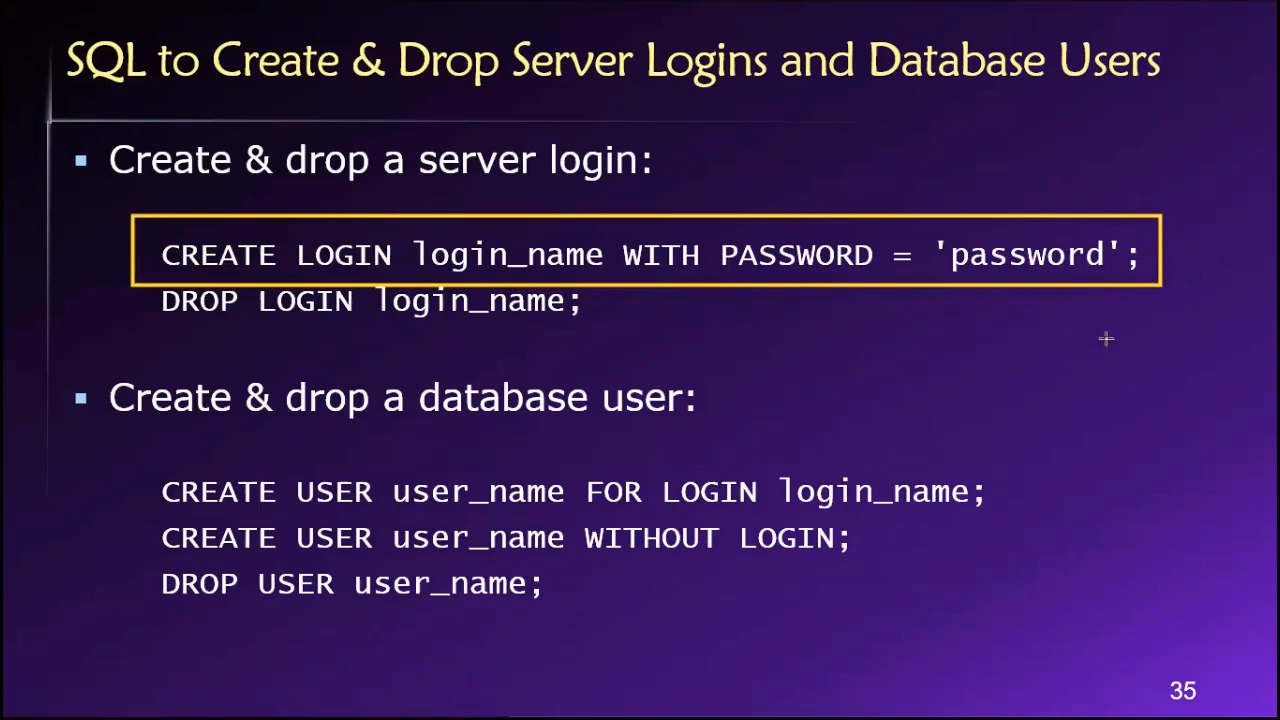 SQL to Create & Drop Server Logins and Database Users
▪ Create & drop a server login:
CREATE LOGIN login_name WITH PASSWORD = 'password';
DROP LOGIN login_name;
▪ Create & drop a database user:
CREATE USER user_name FOR LOGIN login_name;
CREATE USER user_name WITHOUT LOGIN;
DROP USER user_name;
35